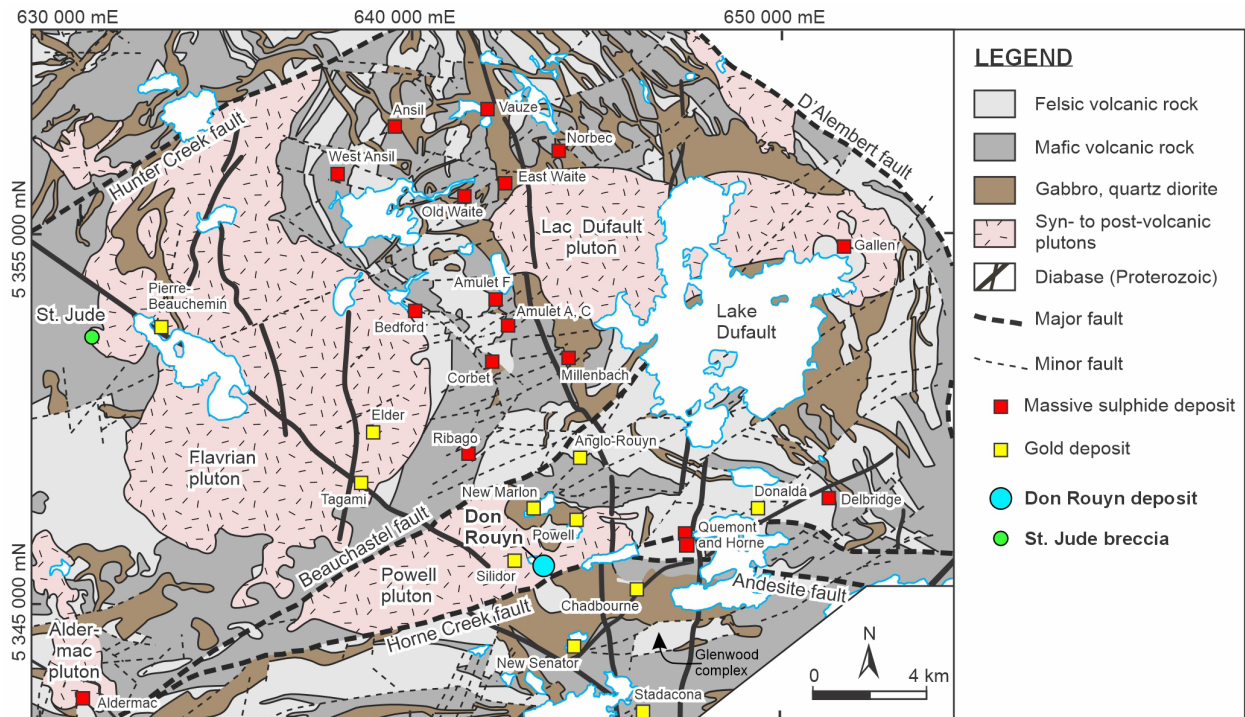 630 000 mE
640 000 mE
650 000 mE
5 355 000 mN
5 345 000 mN
Hunter Creek fault
D'Alembert fault
Ansil
Vauze
West Ansil
Norbec
East Waite
Old Waite
Lac Dufault
pluton
Gallen
Pierre-
Beauchemin
St. Jude
Amulet F
Amulet A, C
Bedford
Lake
Dufault
Corbet
Millenbach
Elder
Ribago
Anglo-Rouyn
Flavrian
pluton
Tagami
New Marlon
Donalda
Delbridge
Don
Rouyn
Powell
Quemont
and Horne
Beauchastel fault
Silidor
Powell
pluton
Andesite fault
Chadbourne
Horne Creek fault
Alder-
mac
pluton
New Senator
Glenwood
complex
Aldermac
Stadacona
N
0
4 km
LEGEND
Felsic volcanic rock
Mafic volcanic rock
Gabbro, quartz diorite
Syn- to post-volcanic
plutons
Diabase (Proterozoic)
Major fault
Minor fault
Massive sulphide deposit
Gold deposit
Don Rouyn deposit
St. Jude breccia